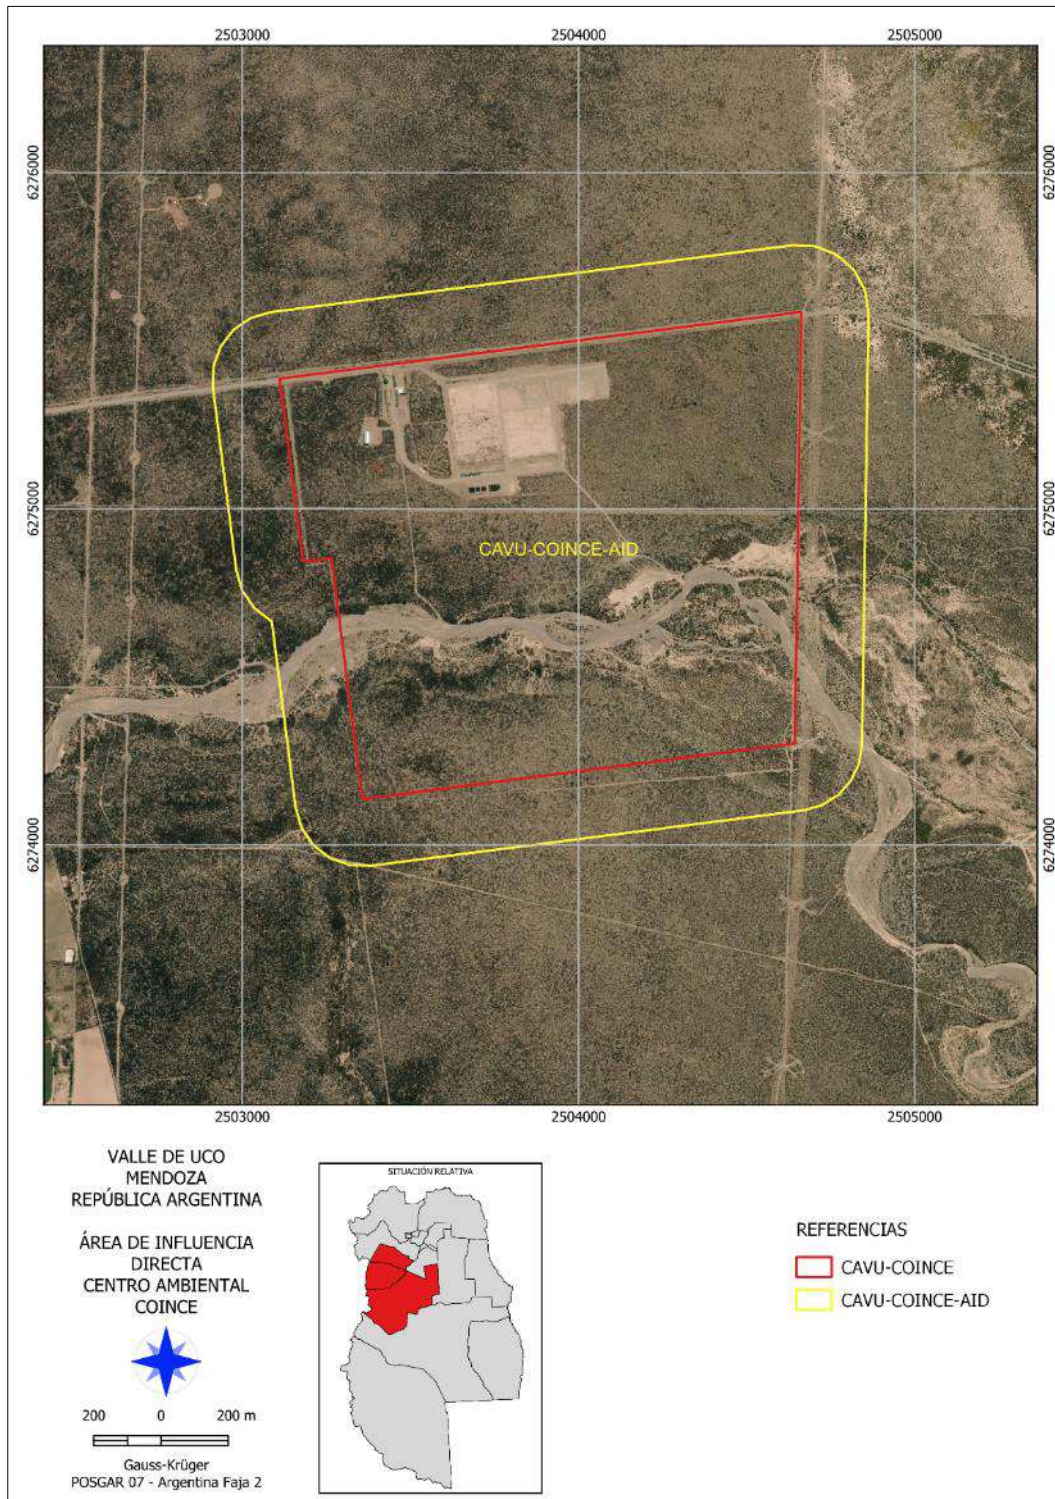 2503000 2504000 2505000
6276000 6276000
6275000 6275000
CAVU-COINCE-AID
6274000 6274000
2503000 2504000 2505000
VALLE DE UCO
MENDOZA
REPÚBLICA ARGENTINA
ÁREA DE INFLUENCIA
DIRECTA
CENTRO AMBIENTAL
COINCE
200 0 200 m
Gauss-Krüger
POSGAR 07 - Argentina Faja 2
SITUACIÓN RELATIVA
REFERENCIAS
CAVU-COINCE
CAVU-COINCE-AID